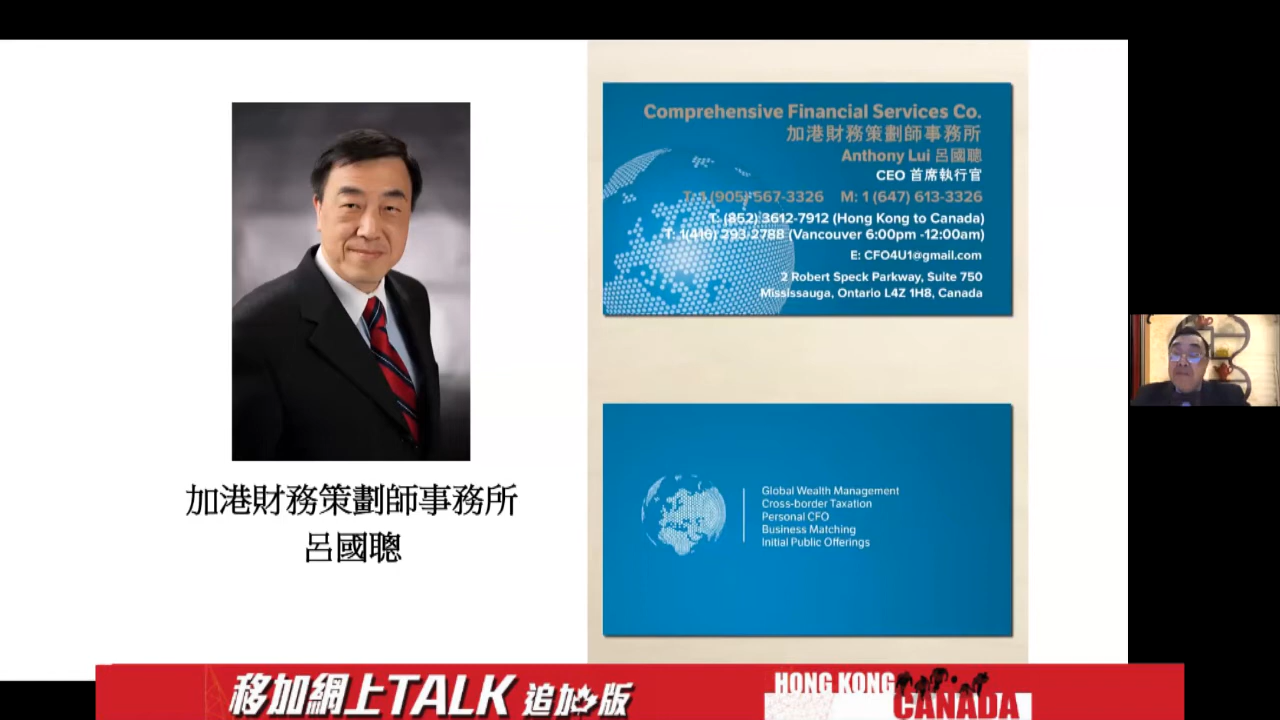 加港財務策劃師事務所
呂國聰
Comprehensive Financial Services Co.
加港財務策劃師事務所
Anthony Lui 呂國聰
CEO 首席執行官
T: 1 (905) 567-3326 M: 1 (647) 613-3326
T: (852) 3612-7912 (Hong Kong to Canada)
T: 1(416) 293-2788 (Vancouver 6:00pm -12:00am)
E: CFO4U1@gmail.com
2 Robert Speck Parkway, Suite 750
Mississauga, Ontario L4Z 1H8, Canada
Global Wealth Management
Cross-border Taxation
Personal CFO
Business Matching
Initial Public Offerings
移加網上TALK 追加版
HONG KONG
CANADA